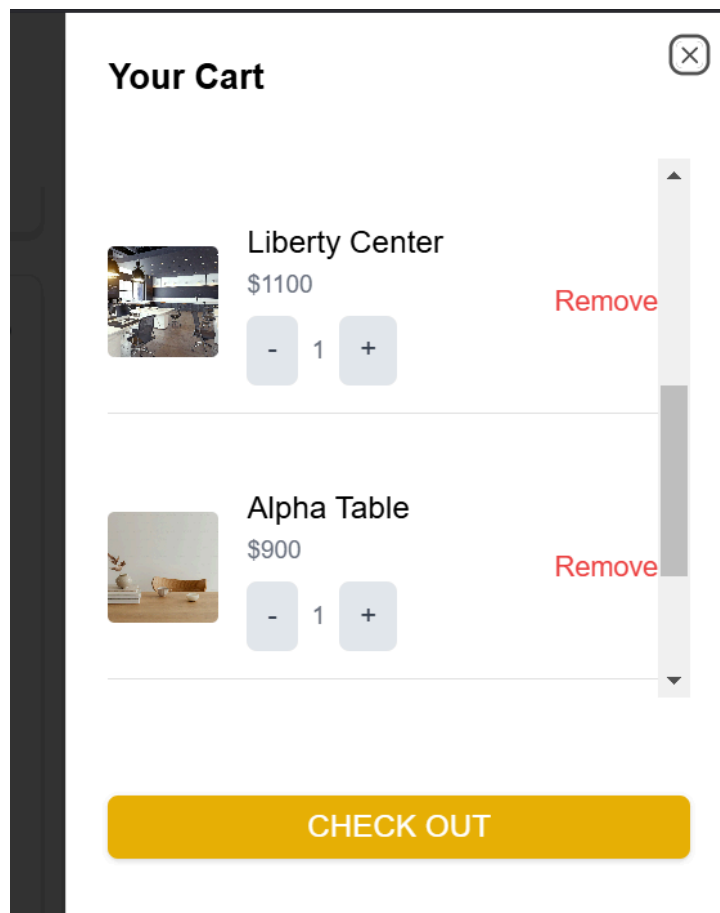 Your Cart
Liberty Center
$1100
Remove
- 1 +
Alpha Table
$900
Remove
- 1 +
CHECK OUT